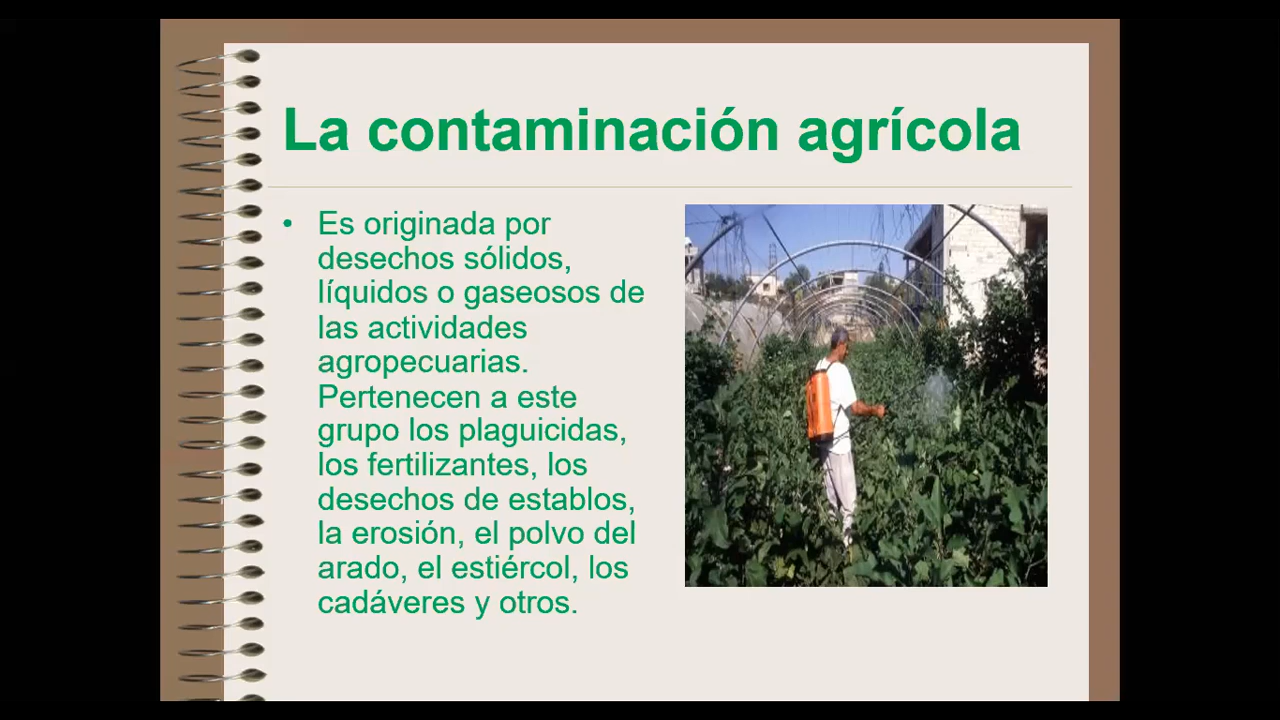 La contaminación agrícola
• Es originada por
desechos sólidos,
líquidos o gaseosos de
las actividades
agropecuarias.
Pertenecen a este
grupo los plaguicidas,
los fertilizantes, los
desechos de establos,
la erosión, el polvo del
arado, el estiércol, los
cadáveres y otros.